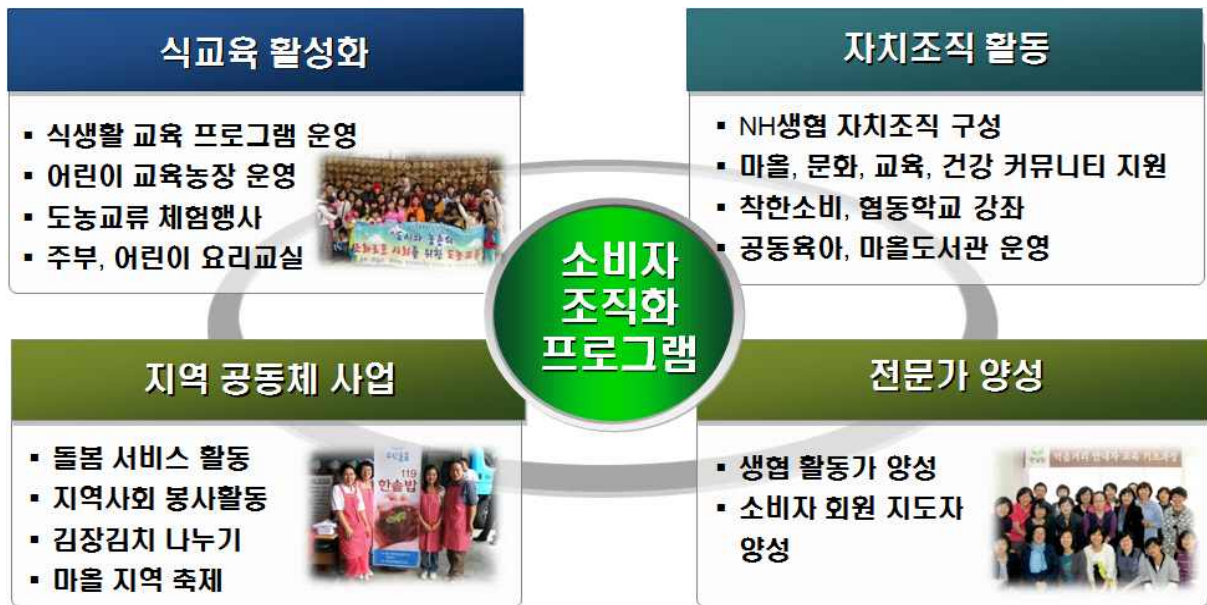 식교육 활성화
▪ 식생활 교육 프로그램 운영
▪ 어린이 교육농장 운영
▪ 도농교류 체험행사
▪ 주부, 어린이 요리교실
자치조직 활동
▪ NH생협 자치조직 구성
▪ 마을, 문화, 교육, 건강 커뮤니티 지원
▪ 착한소비, 협동학교 강좌
▪ 공동육아, 마을도서관 운영
소비자
조직화
프로그램
지역 공동체 사업
▪ 돌봄 서비스 활동
▪ 지역사회 봉사활동
▪ 김장김치 나누기
▪ 마을 지역 축제
119
한솥밥
전문가 양성
▪ 생협 활동가 양성
▪ 소비자 회원 지도자
양성